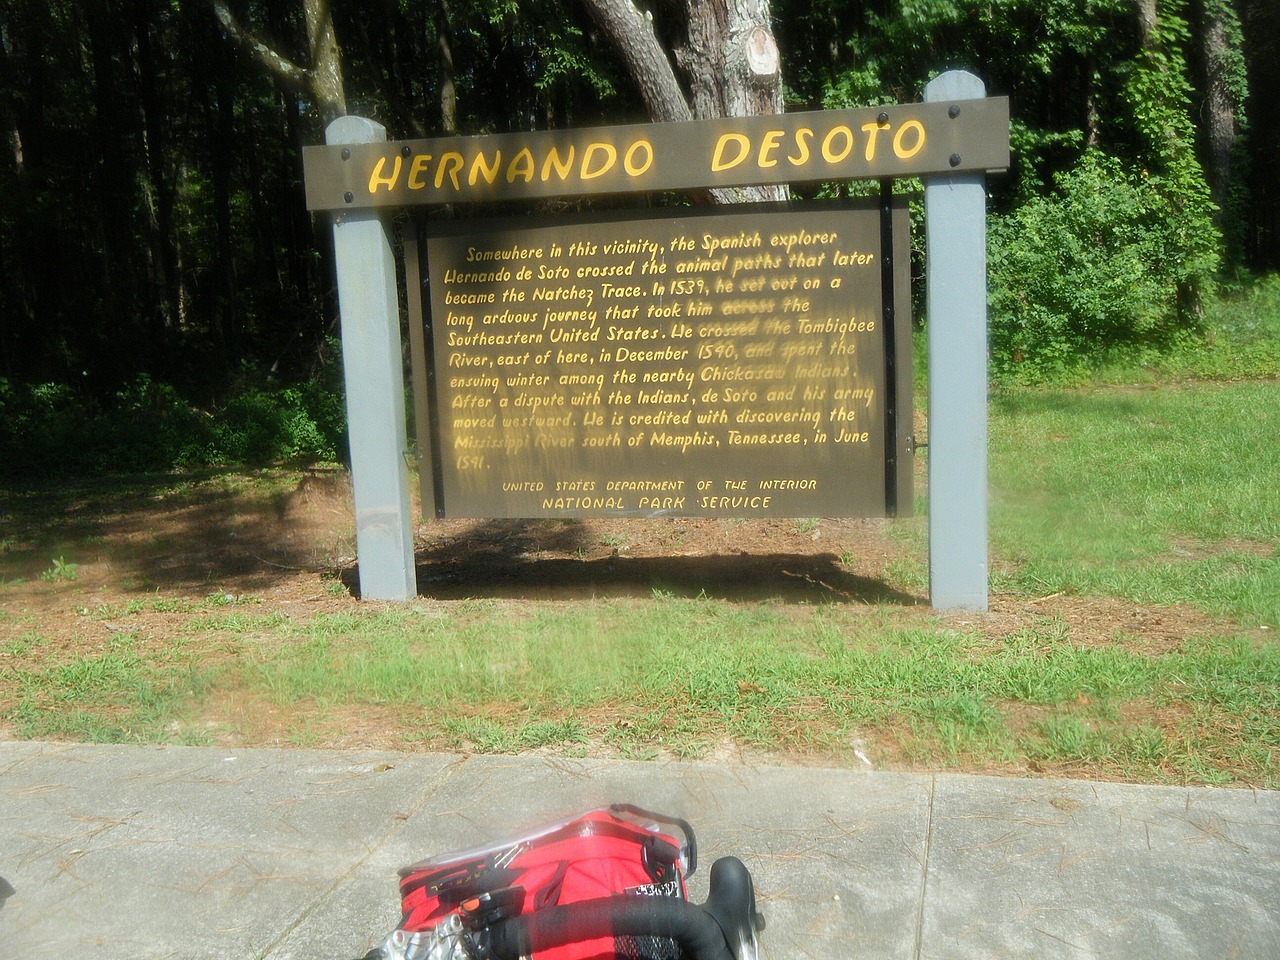 HERNANDO DESOTO
Somewhere in this vicinity, the Spanish explorer
Hernando de Soto crossed the animal paths that later
became the Natchez Trace. In 1539, he set out on a
long arduous journey that took him across the
Southeastern United States. He crossed the Tombigbee
River, east of here, in December 1540, and spent the
ensuing winter among the nearby Chickasaw Indians.
After a dispute with the Indians, de Soto and his army
moved westward. He is credited with discovering the
Mississippi River south of Memphis, Tennessee, in June
1541.
UNITED STATES DEPARTMENT OF THE INTERIOR
NATIONAL PARK SERVICE